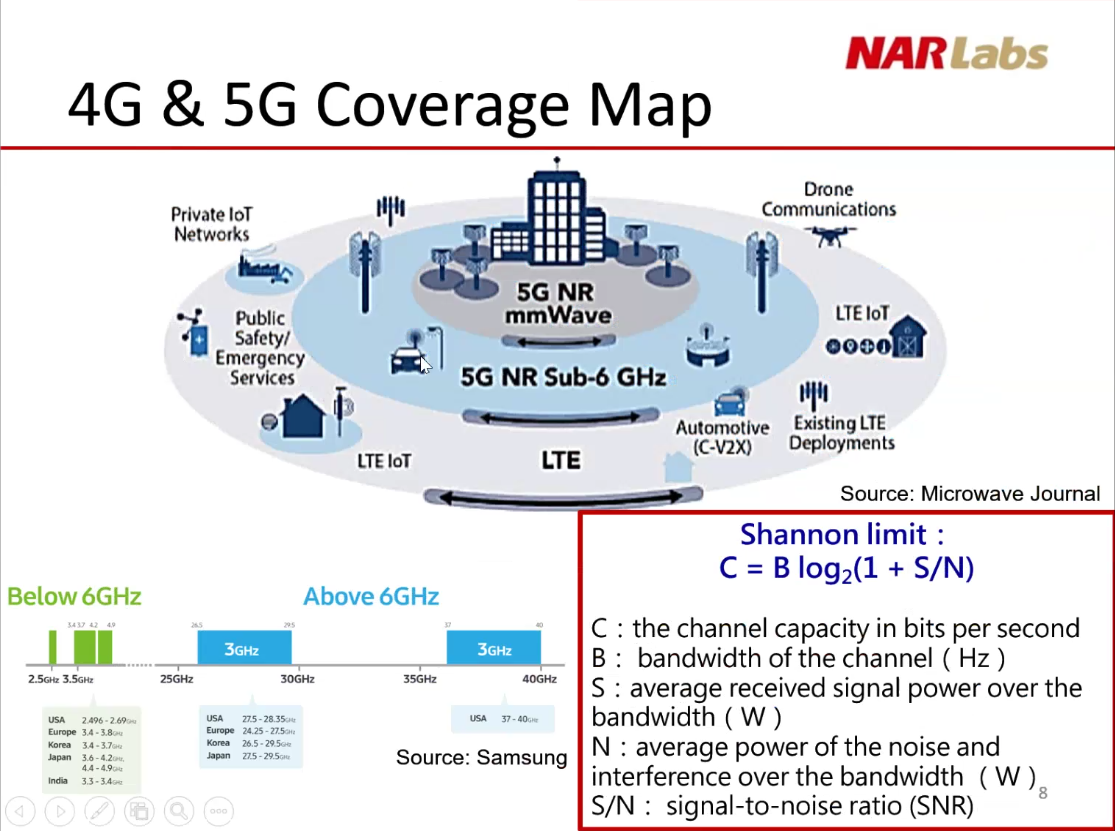 NARLabs
4G & 5G Coverage Map
Private IoT
Networks
Drone
Communications
5G NR
mmWave
Public
Safety/
Emergency
Services
LTE IoT
5G NR Sub-6 GHz
Automotive
(C-V2X)
Existing LTE
Deployments
LTE IoT
LTE
Source: Microwave Journal
Below 6GHz
Above 6GHz
3.4 3.7 4.2 4.9
26.5 29.5
37 40
3GHz
3GHz
2.5GHz 3.5GHz 25GHz 30GHz 35GHz 40GHz
USA 2.496 - 2.69GHz
Europe 3.4 - 3.8GHz
Korea 3.4 - 3.7GHz
Japan 3.6 - 4.2GHz,
4.4 - 4.9GHz
India 3.3 - 3.4GHz
USA 27.5 - 28.35GHz
Europe 24.25 - 27.5GHz
Korea 26.5 - 29.5GHz
Japan 27.5 - 29.5GHz
USA 37 - 40GHz
Source: Samsung
Shannon limit：
C = B log₂(1 + S/N)
C：the channel capacity in bits per second
B： bandwidth of the channel ( Hz )
S：average received signal power over the
bandwidth ( W )
N：average power of the noise and
interference over the bandwidth ( W )
S/N： signal-to-noise ratio (SNR)
8